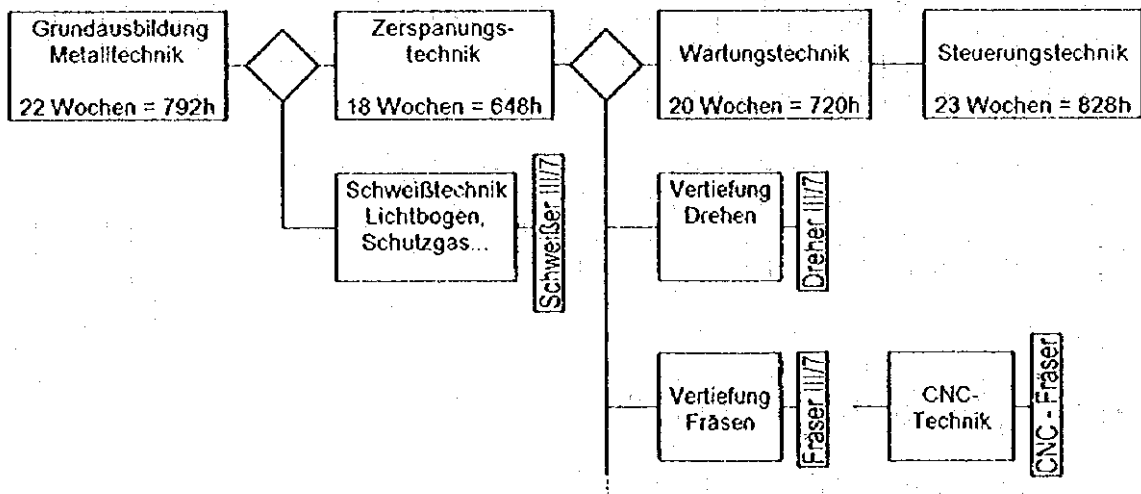 Grundausbildung
Metalltechnik
22 Wochen = 792h
Zerspanungs-
technik
18 Wochen = 648h
Wartungstechnik
20 Wochen = 720h
Steuerungstechnik
23 Wochen = 828h
Schweißtechnik
Lichtbogen,
Schutzgas...
Schweißer III/7
Vertiefung
Drehen
Dreher III/7
Vertiefung
Fräsen
Fräser III/7
CNC-
Technik
CNC - Fräser